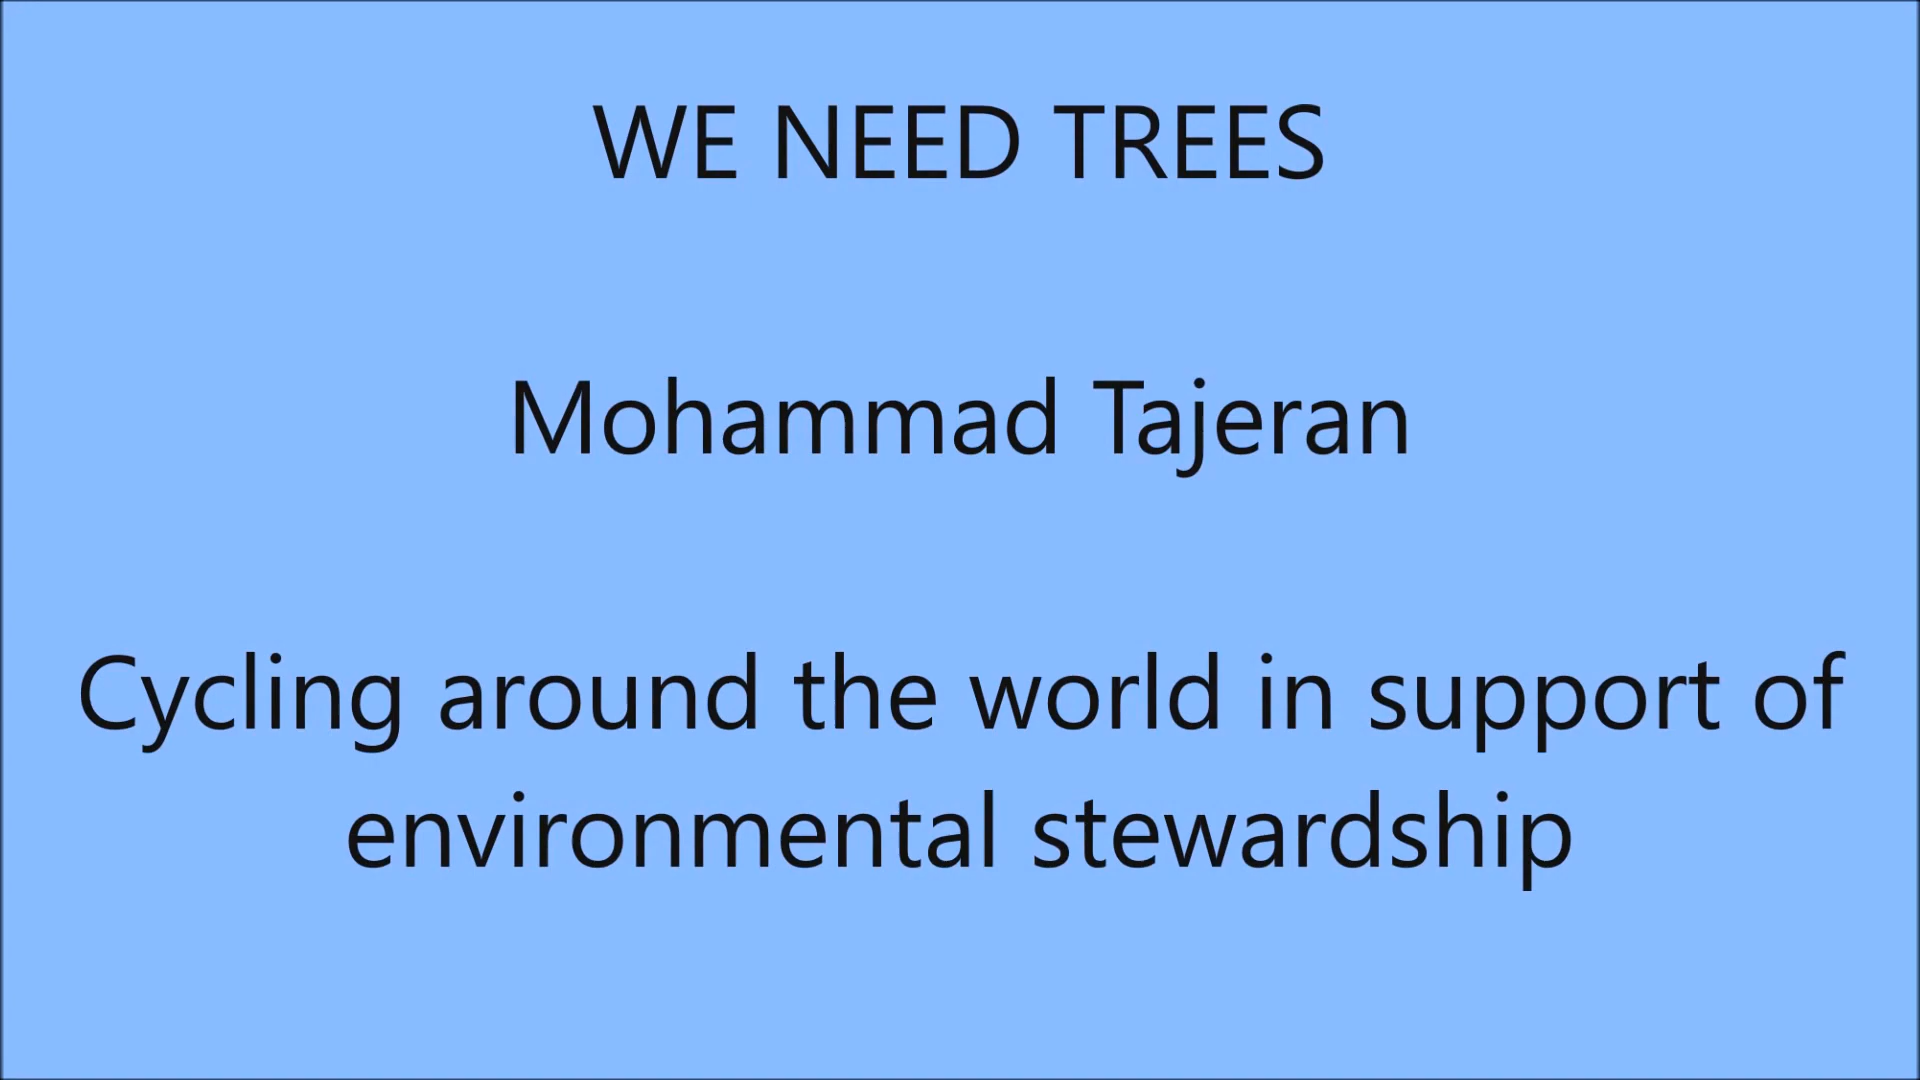 WE NEED TREES
Mohammad Tajeran
Cycling around the world in support of
environmental stewardship